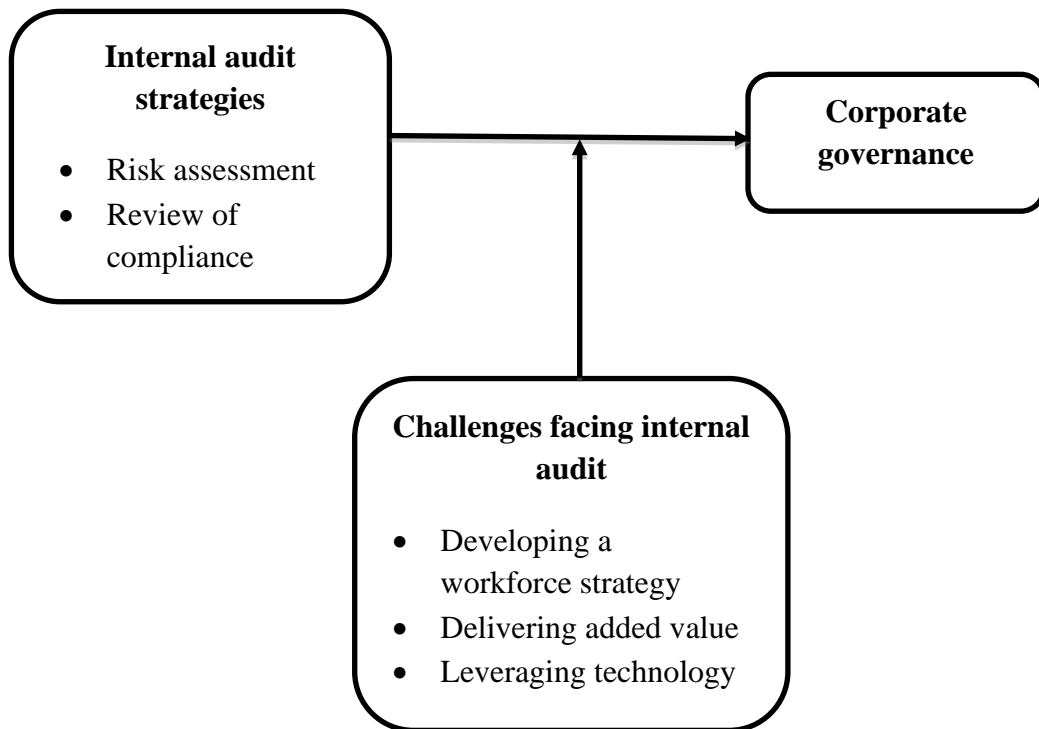 Internal audit
strategies
• Risk assessment
• Review of
compliance
Corporate
governance
Challenges facing internal
audit
• Developing a
workforce strategy
• Delivering added value
• Leveraging technology